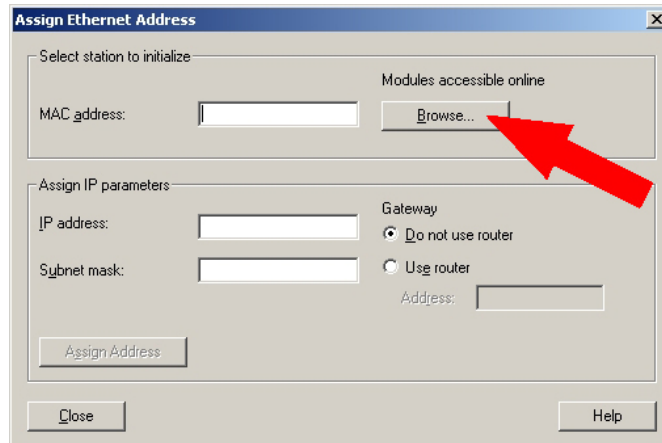 Assign Ethernet Address
Select station to initialize
Modules accessible online
MAC address:
Browse...
Assign IP parameters
IP address:
Gateway
Do not use router
Subnet mask:
Use router
Address:
Assign Address
Close
Help